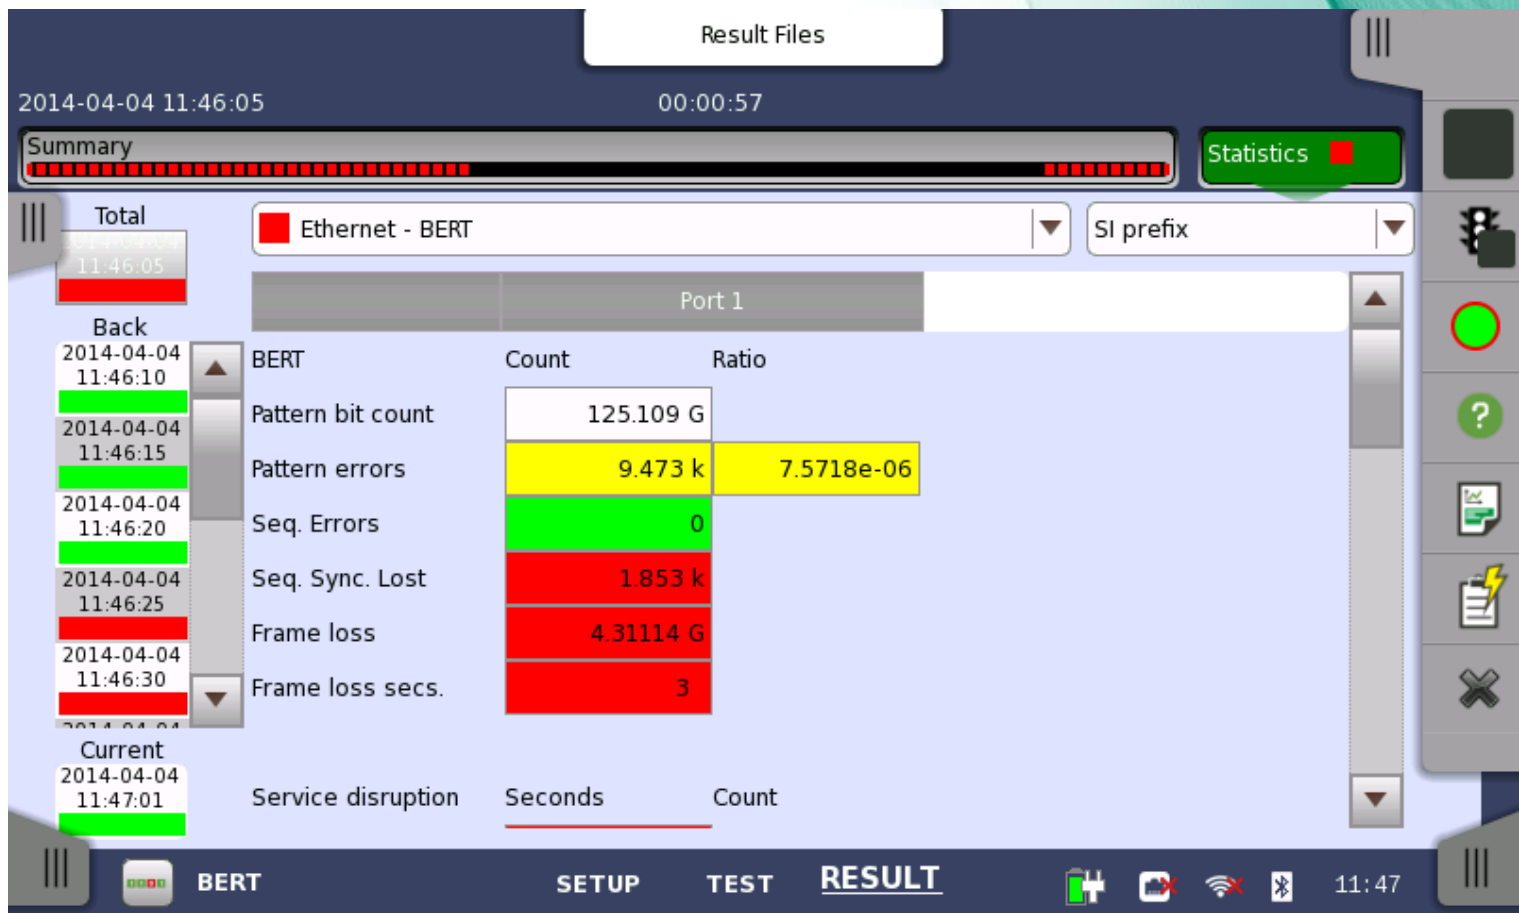 Result Files
2014-04-04 11:46:05
00:00:57
Summary
Statistics
Total
11:46:05
Ethernet - BERT
SI prefix
Port 1
Back
2014-04-04
11:46:10
2014-04-04
11:46:15
2014-04-04
11:46:20
2014-04-04
11:46:25
2014-04-04
11:46:30
BERT Count Ratio
Pattern bit count 125.109 G
Pattern errors 9.473 k 7.5718e-06
Seq. Errors 0
Seq. Sync. Lost 1.853 k
Frame loss 4.31114 G
Frame loss secs. 3
Service disruption Seconds Count
Current
2014-04-04
11:47:01
?
BERT SETUP TEST RESULT 11:47